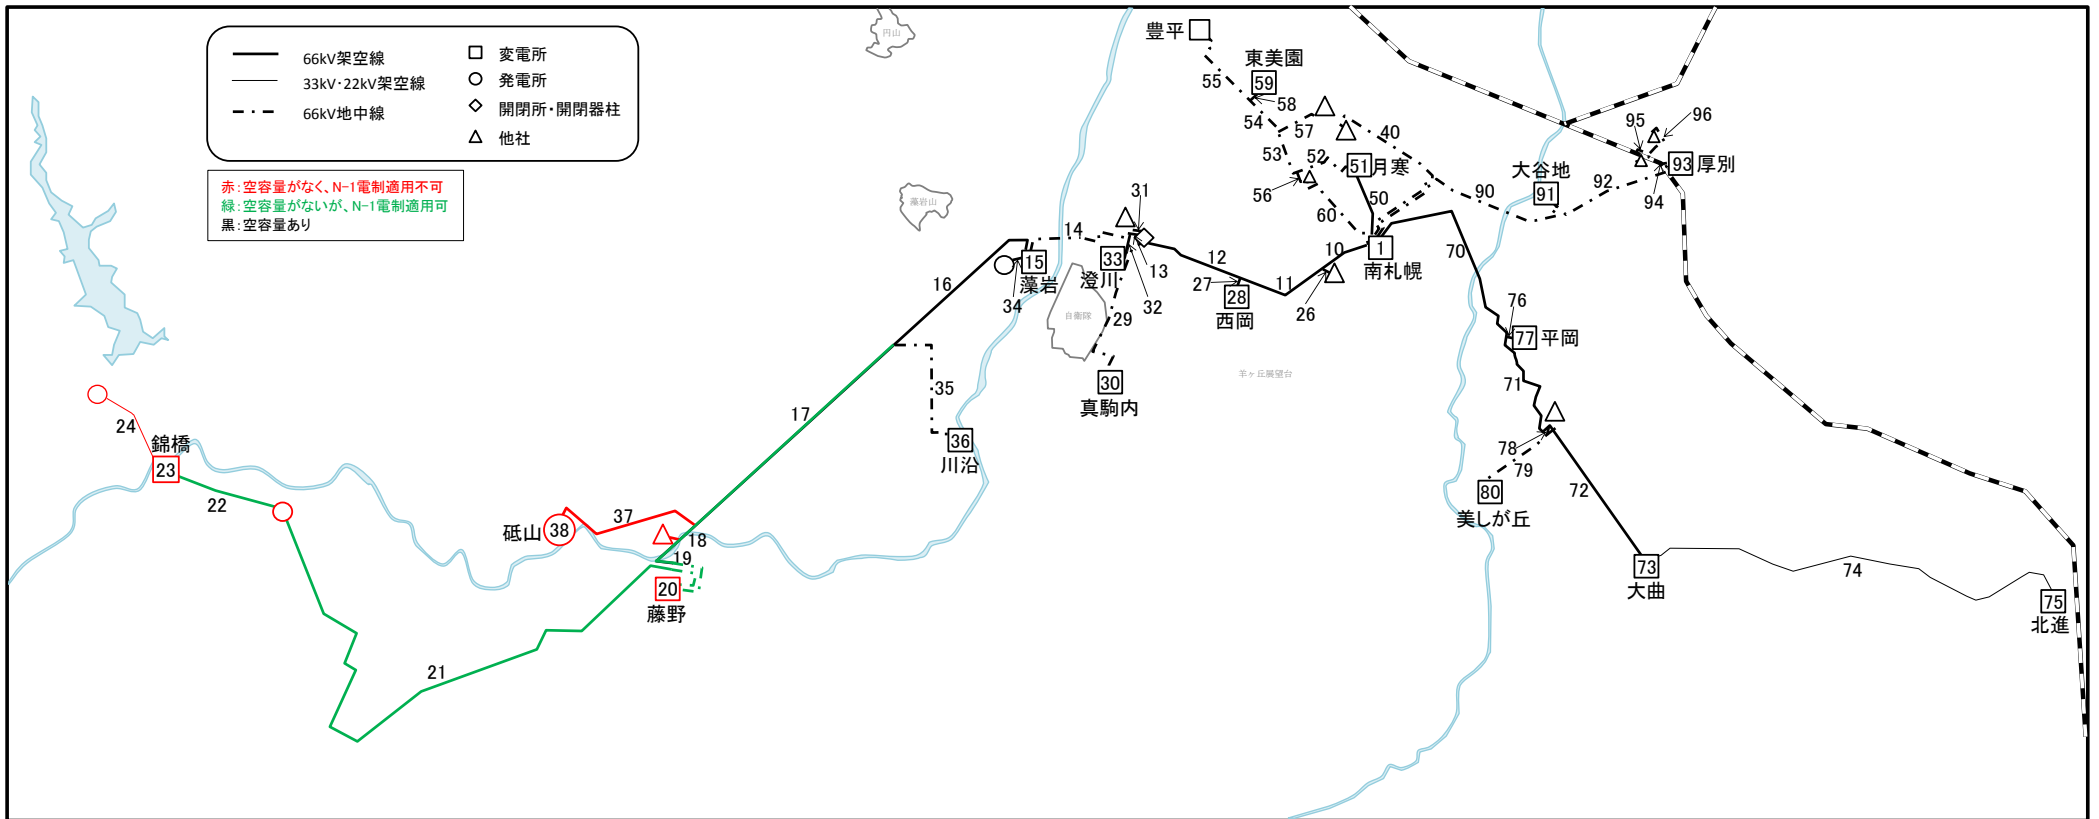 66kV架空線
変電所
33kV・22kV架空線
発電所
66kV地中線
開閉所・開閉器柱
他社
赤：空容量がなく、N-1電制適用不可
緑：空容量がないが、N-1電制適用可
黒：空容量あり
円山
藻岩山
自衛隊
羊ヶ丘展望台
豊平
55
東美園
59
58
54
57
40
53
52
51
月寒
56
50
60
90
大谷地
91
92
95
96
93
厚別
94
31
14
33
澄川
13
32
12
10
11
1
南札幌
70
27
28
西岡
26
29
30
真駒内
15
藻岩
34
16
17
35
36
川沿
76
77
平岡
71
78
79
80
美しが丘
72
73
大曲
74
75
北進
24
錦橋
23
22
砥山
38
37
18
19
20
藤野
21